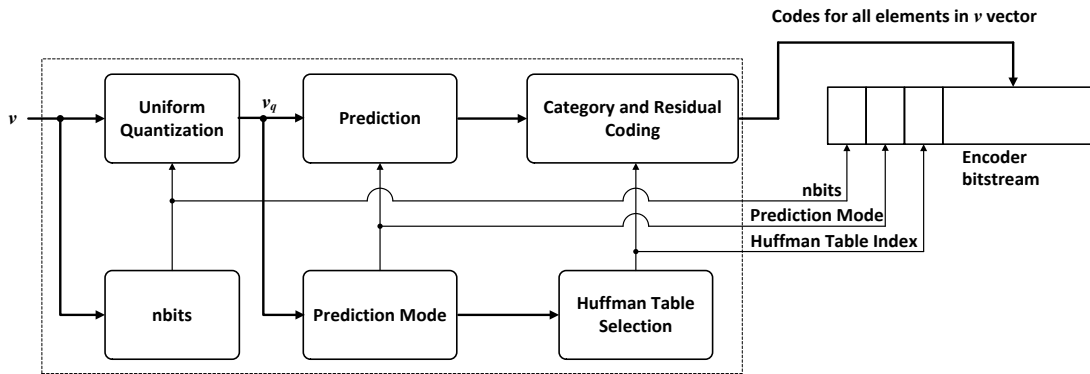 Codes for all elements in v vector
v
Uniform
Quantization
vq
Prediction
Category and Residual
Coding
Encoder
bitstream
nbits
Prediction Mode
Huffman Table Index
nbits
Prediction Mode
Huffman Table
Selection